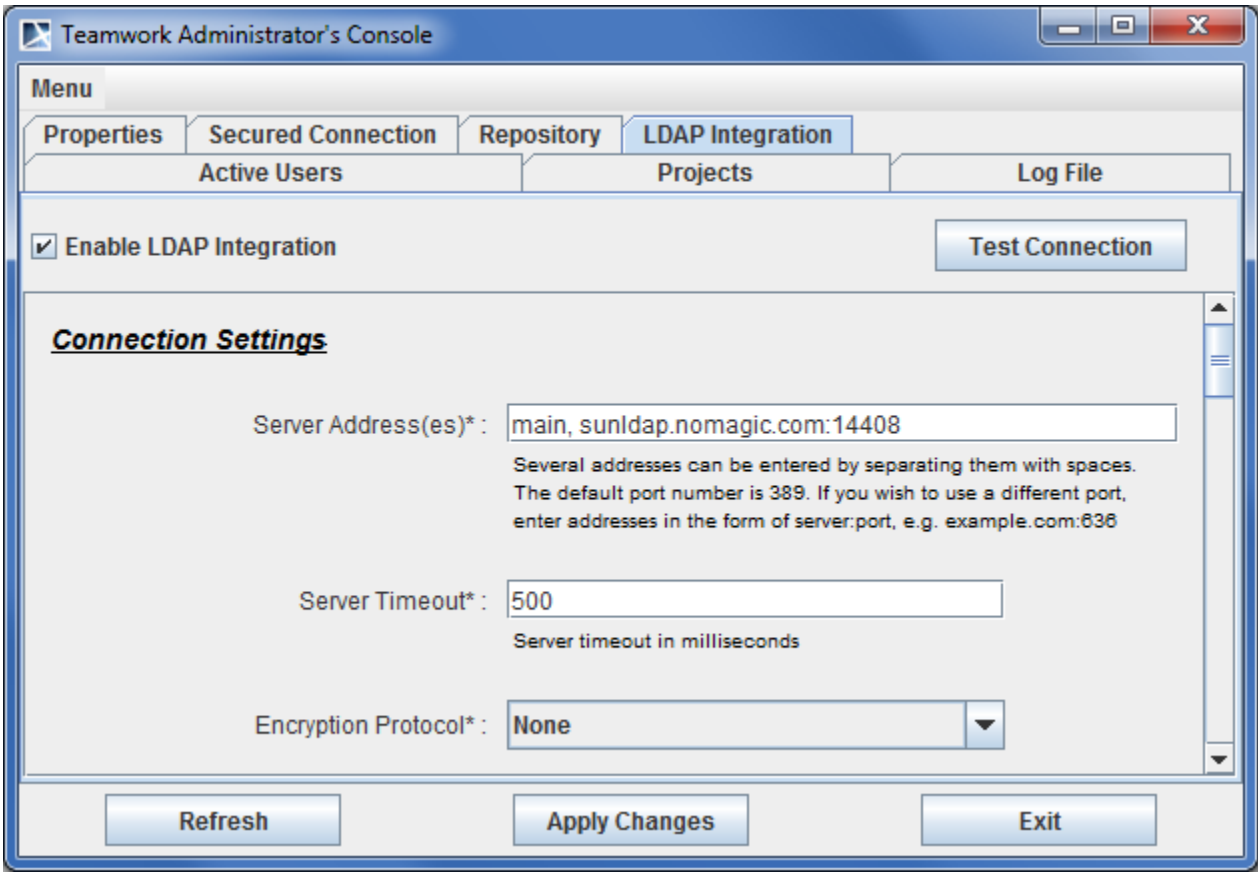 Teamwork Administrator's Console
Menu
Properties Secured Connection Repository LDAP Integration
Active Users Projects Log File
Enable LDAP Integration Test Connection
Connection Settings
Server Address(es)* : main, sunldap.nomagic.com:14408
Several addresses can be entered by separating them with spaces.
The default port number is 389. If you wish to use a different port,
enter addresses in the form of server:port, e.g. example.com:636
Server Timeout* : 500
Server timeout in milliseconds
Encryption Protocol* : None
Refresh Apply Changes Exit